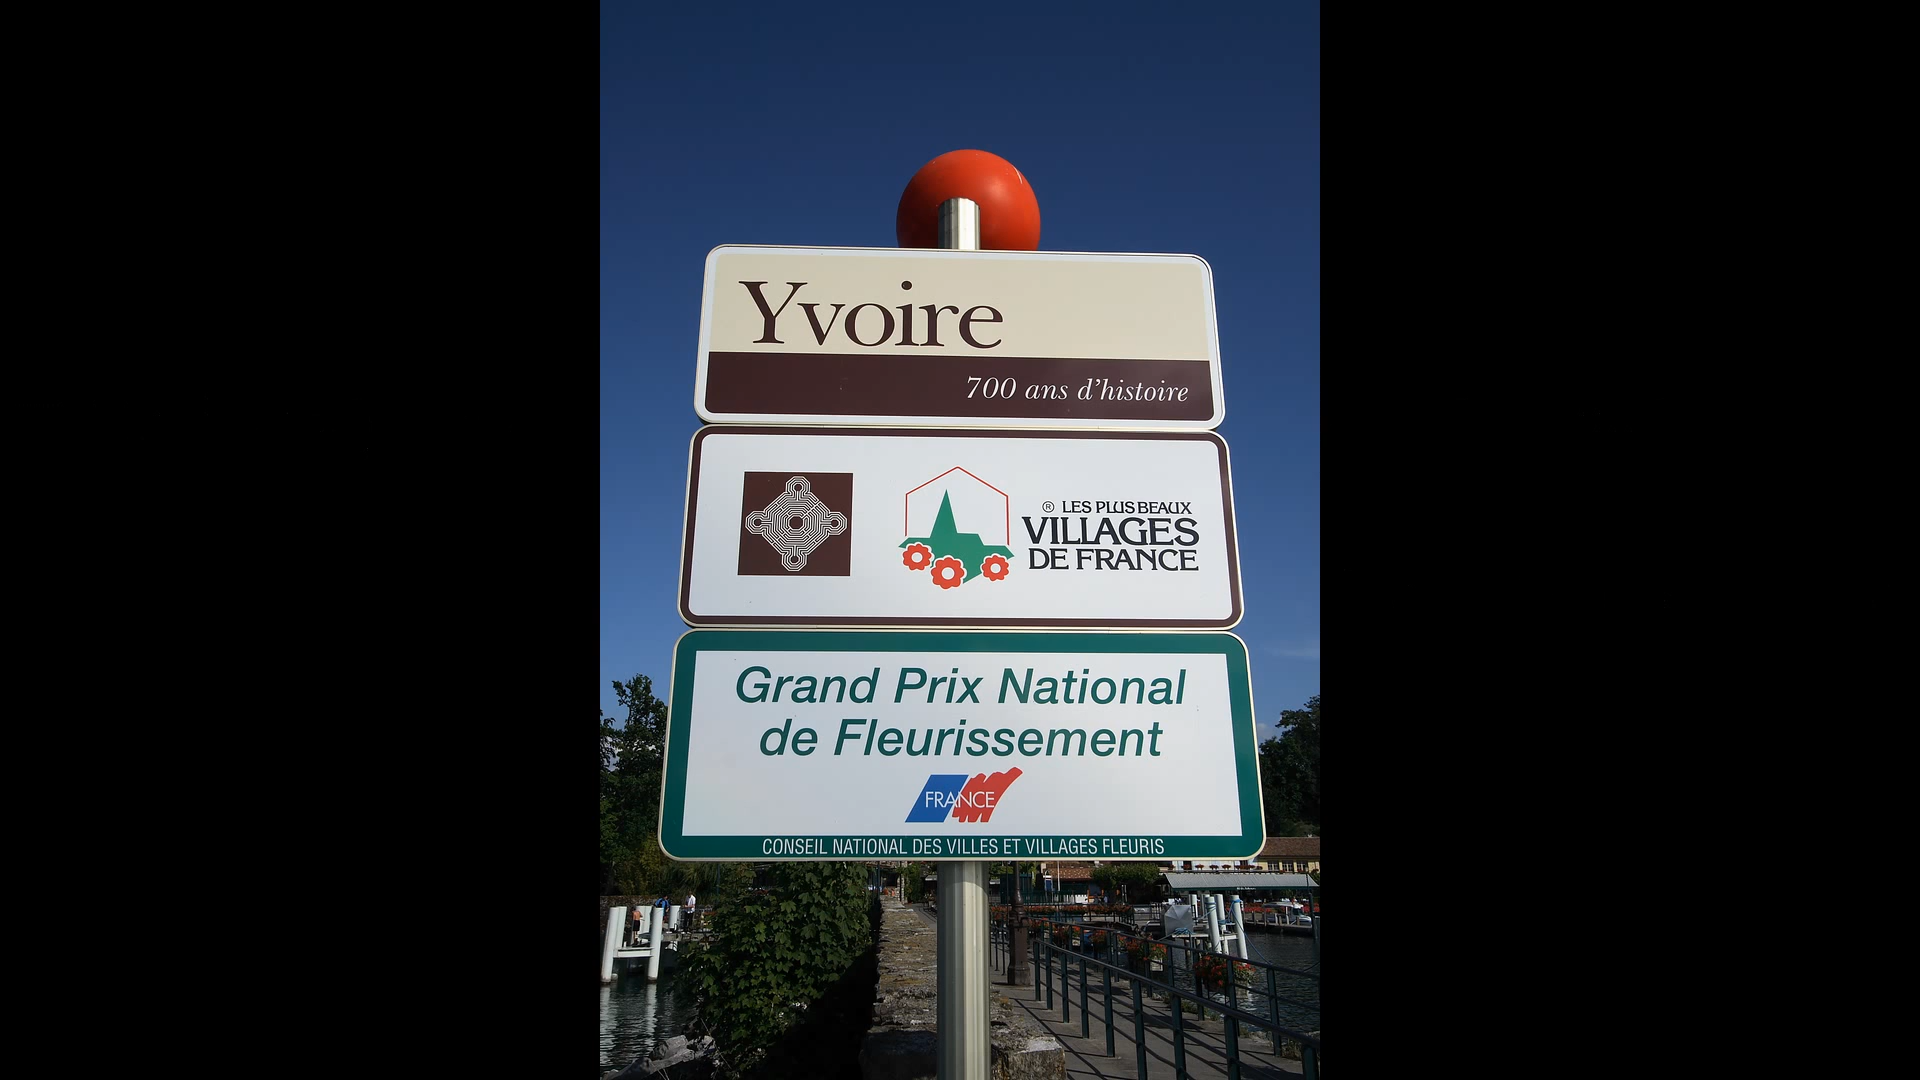 Yvoire
700 ans d'histoire
® LES PLUS BEAUX
VILLAGES
DE FRANCE
Grand Prix National
de Fleurissement
FRANCE
CONSEIL NATIONAL DES VILLES ET VILLAGES FLEURIS